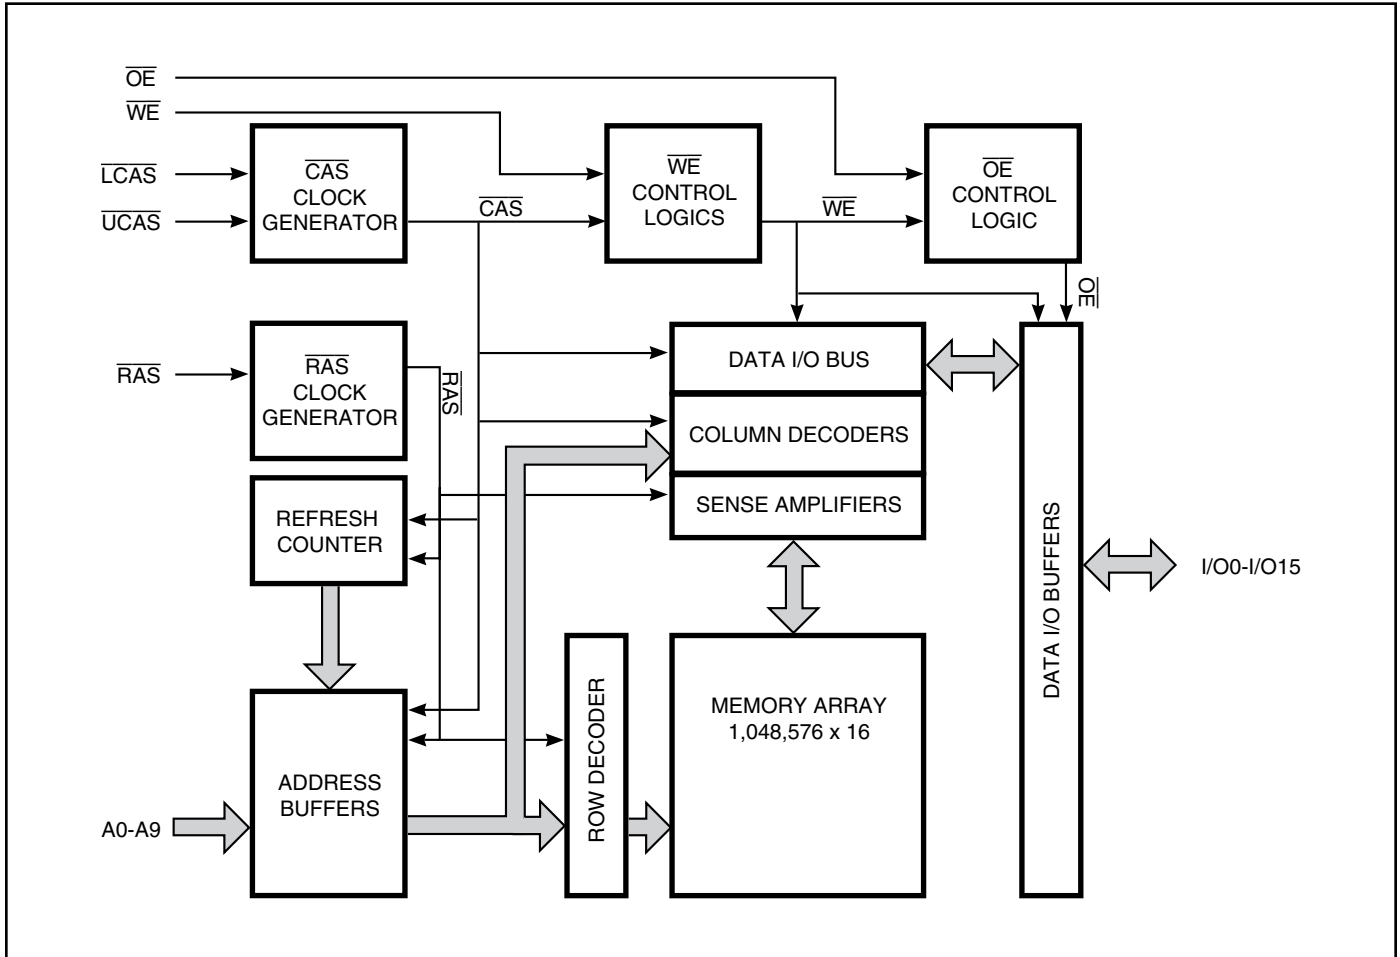 OE
WE
LCAS
UCAS
CAS
CLOCK
GENERATOR
CAS
WE
CONTROL
LOGICS
WE
OE
CONTROL
LOGIC
OE
RAS
RAS
CLOCK
GENERATOR
RAS
DATA I/O BUS
COLUMN DECODERS
SENSE AMPLIFIERS
REFRESH
COUNTER
DATA I/O BUFFERS
I/O0-I/O15
MEMORY ARRAY
1,048,576 x 16
ROW DECODER
ADDRESS
BUFFERS
A0-A9